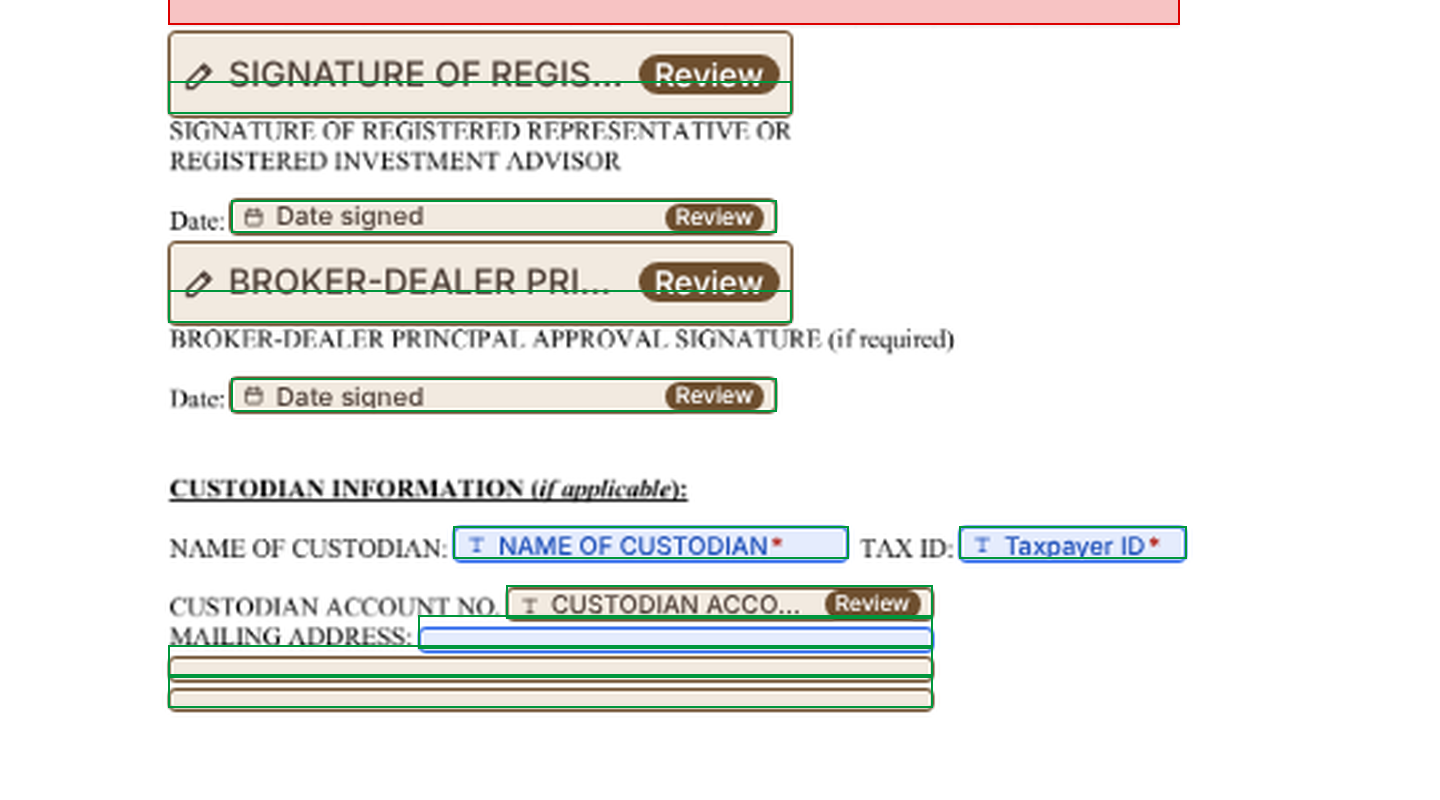 SIGNATURE OF REGIS... Review
SIGNATURE OF REGISTERED REPRESENTATIVE OR
REGISTERED INVESTMENT ADVISOR
Date: Date signed Review
BROKER-DEALER PRI... Review
BROKER-DEALER PRINCIPAL APPROVAL SIGNATURE (if required)
Date: Date signed Review
CUSTODIAN INFORMATION (if applicable):
NAME OF CUSTODIAN: NAME OF CUSTODIAN* TAX ID: Taxpayer ID*
CUSTODIAN ACCOUNT NO. CUSTODIAN ACCO... Review
MAILING ADDRESS: